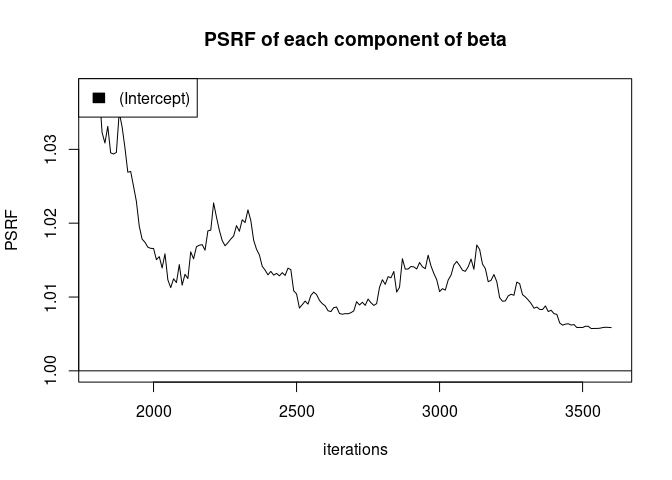 PSRF of each component of beta
(Intercept)
PSRF
1.03
1.02
1.01
1.00
2000 2500 3000 3500
iterations